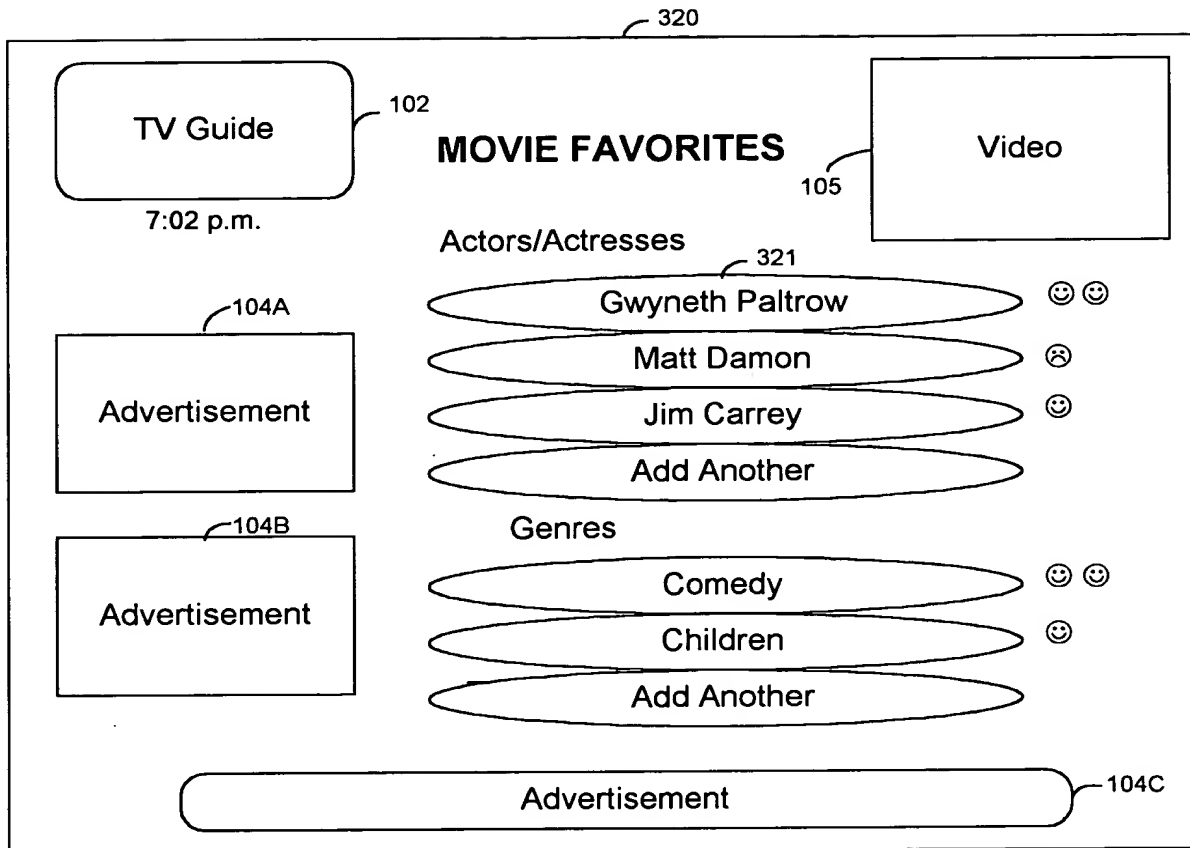 320
TV Guide
102
MOVIE FAVORITES
Video
105
7:02 p.m.
Actors/Actresses
321
Gwyneth Paltrow
Matt Damon
Jim Carrey
Add Another
104A
Advertisement
Genres
104B
Advertisement
Comedy
Children
Add Another
Advertisement
104C